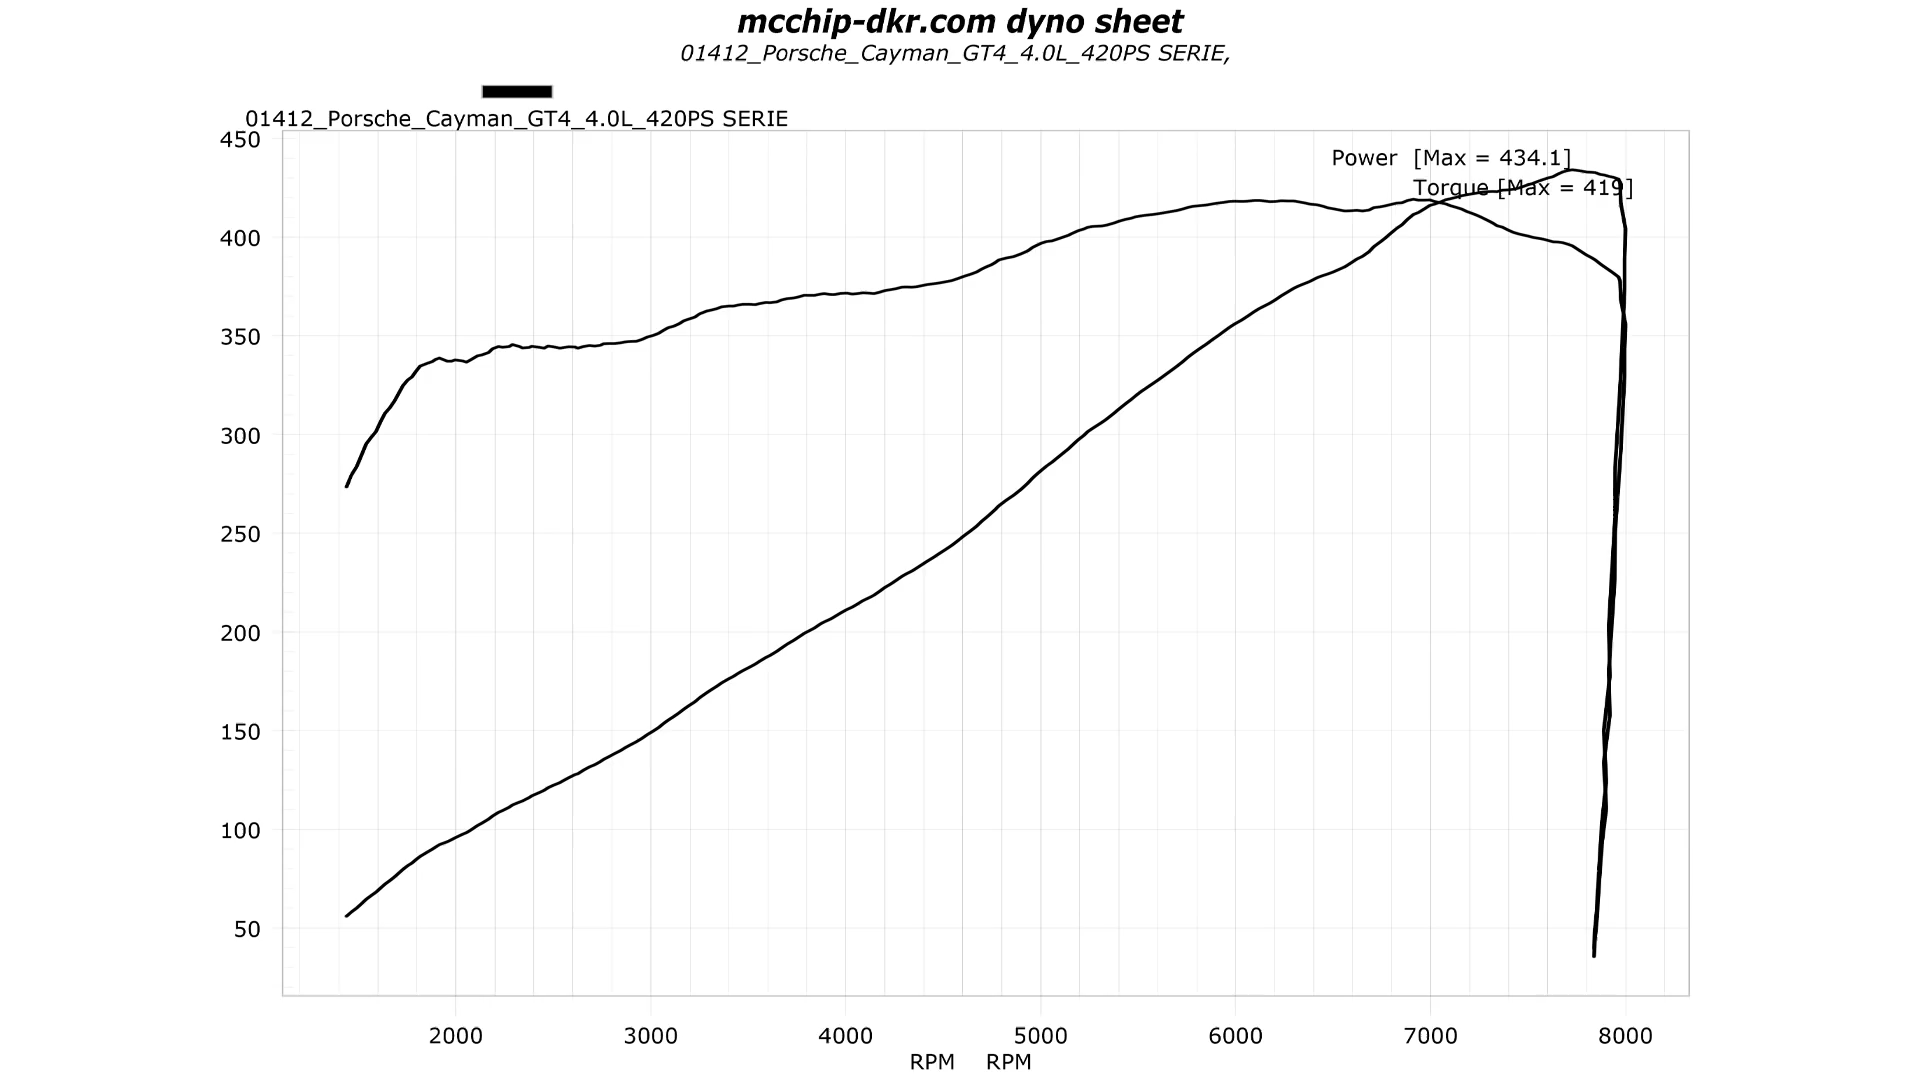 mcchip-dkr.com dyno sheet
01412_Porsche_Cayman_GT4_4.0L_420PS SERIE,
01412_Porsche_Cayman_GT4_4.0L_420PS SERIE
Power [Max = 434.1]
Torque [Max = 419]
450
400
350
300
250
200
150
100
50
2000 3000 4000 5000 6000 7000 8000
RPM RPM